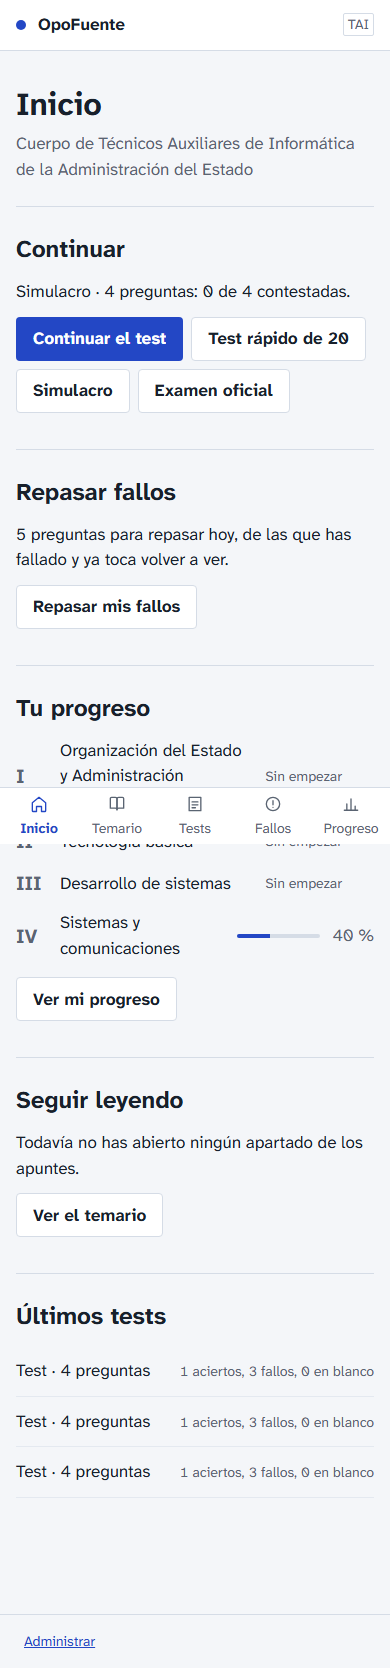 OpoFuente
TAI
Inicio
Cuerpo de Técnicos Auxiliares de Informática
de la Administración del Estado
Continuar
Simulacro · 4 preguntas: 0 de 4 contestadas.
Continuar el test
Test rápido de 20
Simulacro
Examen oficial
Repasar fallos
5 preguntas para repasar hoy, de las que has
fallado y ya toca volver a ver.
Repasar mis fallos
Tu progreso
Organización del Estado
I
y Administración
Sin empezar
Inicio
Temario
Tests
Fallos
Progreso
II
Tecnología básica
Sin empezar
III
Desarrollo de sistemas
Sin empezar
IV
Sistemas y
comunicaciones
40 %
Ver mi progreso
Seguir leyendo
Todavía no has abierto ningún apartado de los
apuntes.
Ver el temario
Últimos tests
Test · 4 preguntas
1 aciertos, 3 fallos, 0 en blanco
Test · 4 preguntas
1 aciertos, 3 fallos, 0 en blanco
Test · 4 preguntas
1 aciertos, 3 fallos, 0 en blanco
Administrar